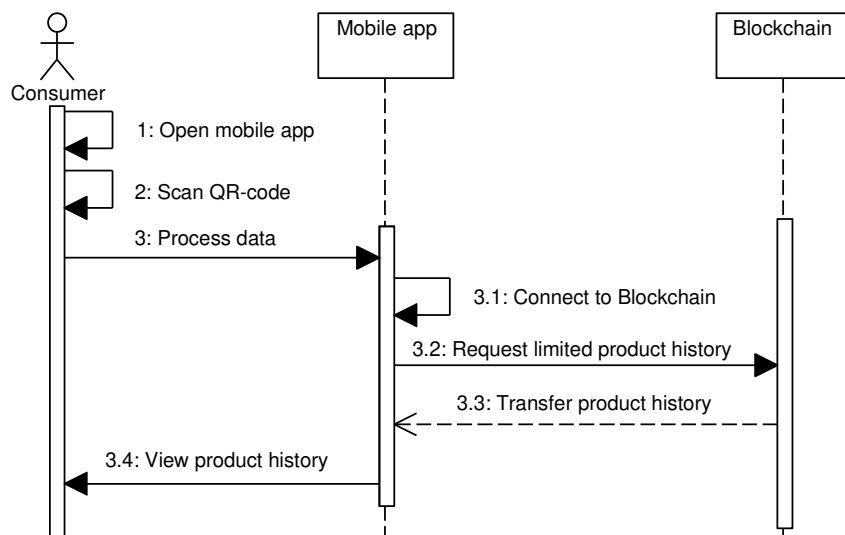 Mobile app
Blockchain
Consumer
1: Open mobile app
2: Scan QR-code
3: Process data
3.1: Connect to Blockchain
3.2: Request limited product history
3.3: Transfer product history
3.4: View product history